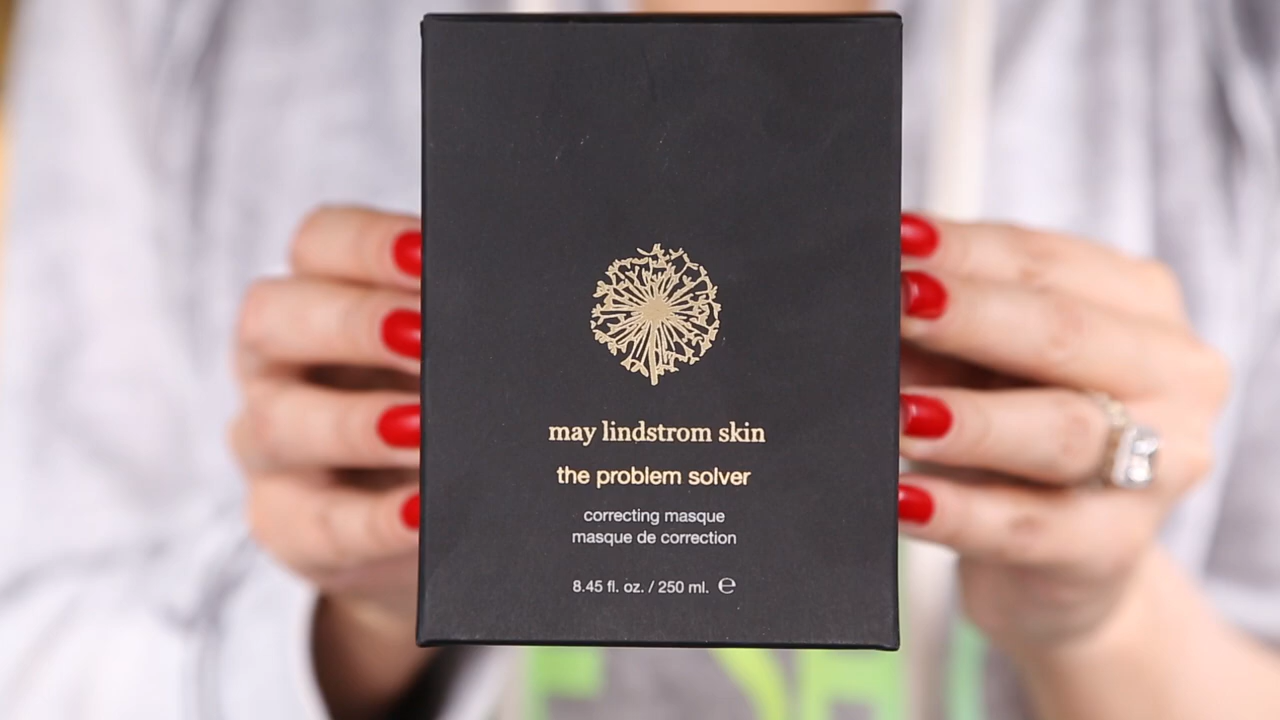 may lindstrom skin
the problem solver
correcting masque
masque de correction
8.45 fl. oz. / 250 ml. ℮